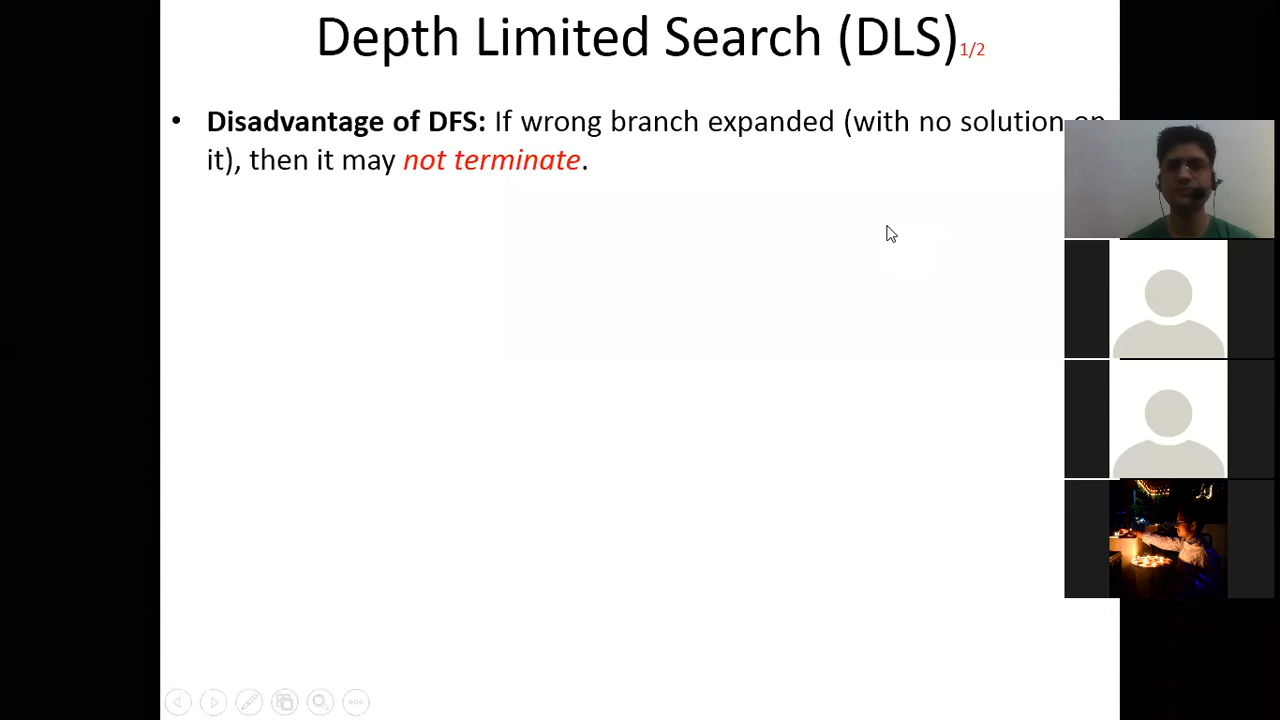 Depth Limited Search (DLS)1/2
• Disadvantage of DFS: If wrong branch expanded (with no solution on
it), then it may not terminate.